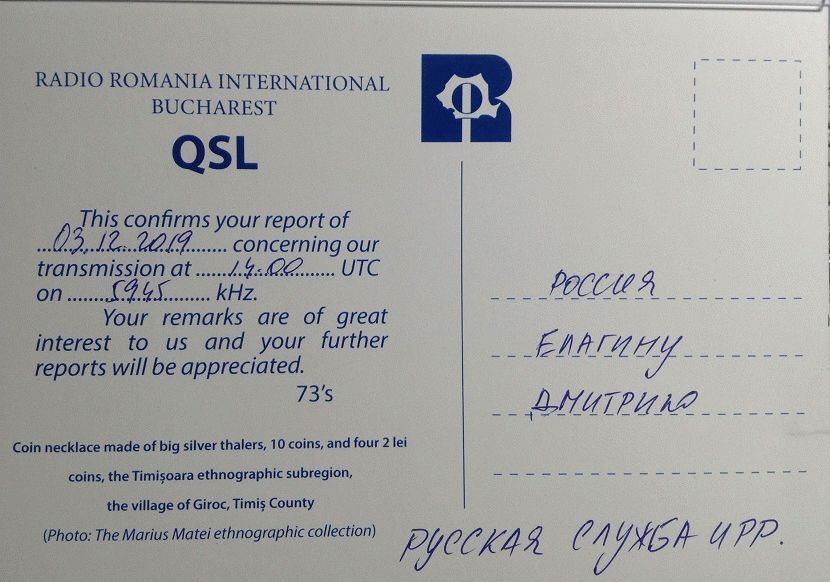 RADIO ROMANIA INTERNATIONAL
BUCHAREST
QSL
This confirms your report of
...03.12.2019... concerning our
transmission at ...14.00... UTC
on ...5945... kHz.
Your remarks are of great
interest to us and your further
reports will be appreciated.
73's
Coin necklace made of big silver thalers, 10 coins, and four 2 lei
coins, the Timișoara ethnographic subregion,
the village of Giroc, Timiș County
(Photo: The Marius Matei ethnographic collection)
РОССИЯ
ЕЛАГИНУ
ДМИТРИЮ
РУССКАЯ СЛУЖБА ИРР.